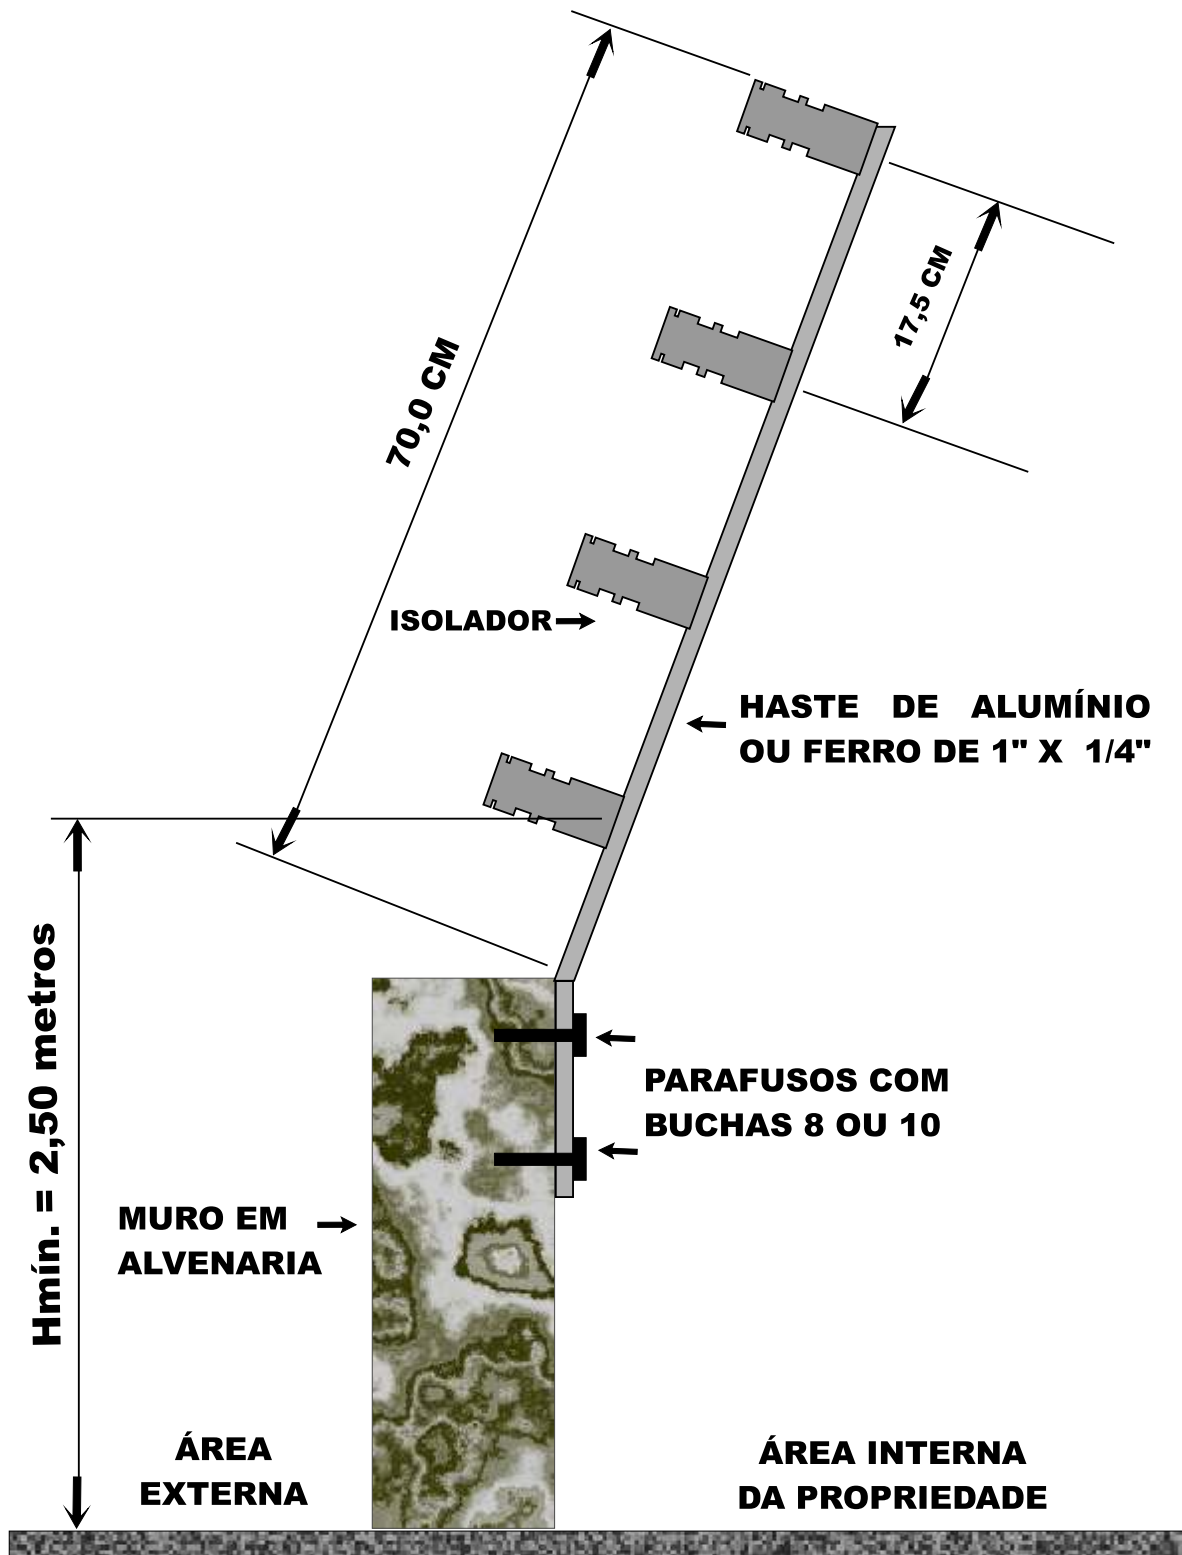 17,5 CM
70,0 CM
ISOLADOR
HASTE DE ALUMÍNIO
OU FERRO DE 1" X 1/4"
Hmín. = 2,50 metros
PARAFUSOS COM
BUCHAS 8 OU 10
MURO EM
ALVENARIA
ÁREA
EXTERNA
ÁREA INTERNA
DA PROPRIEDADE